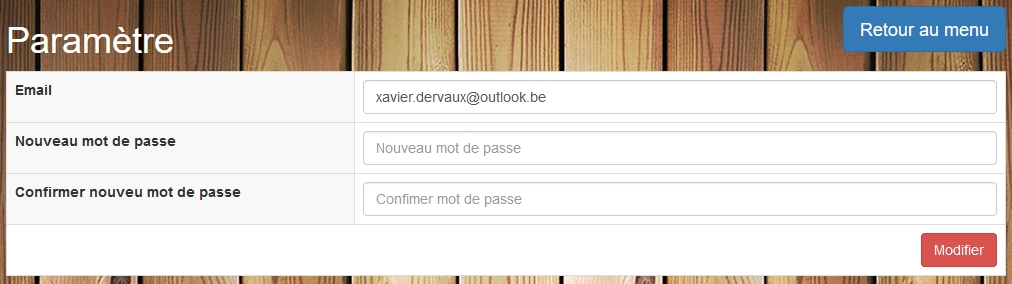 Paramètre
Retour au menu
Email
xavier.dervaux@outlook.be
Nouveau mot de passe
Nouveau mot de passe
Confirmer nouveu mot de passe
Confimer mot de passe
Modifier